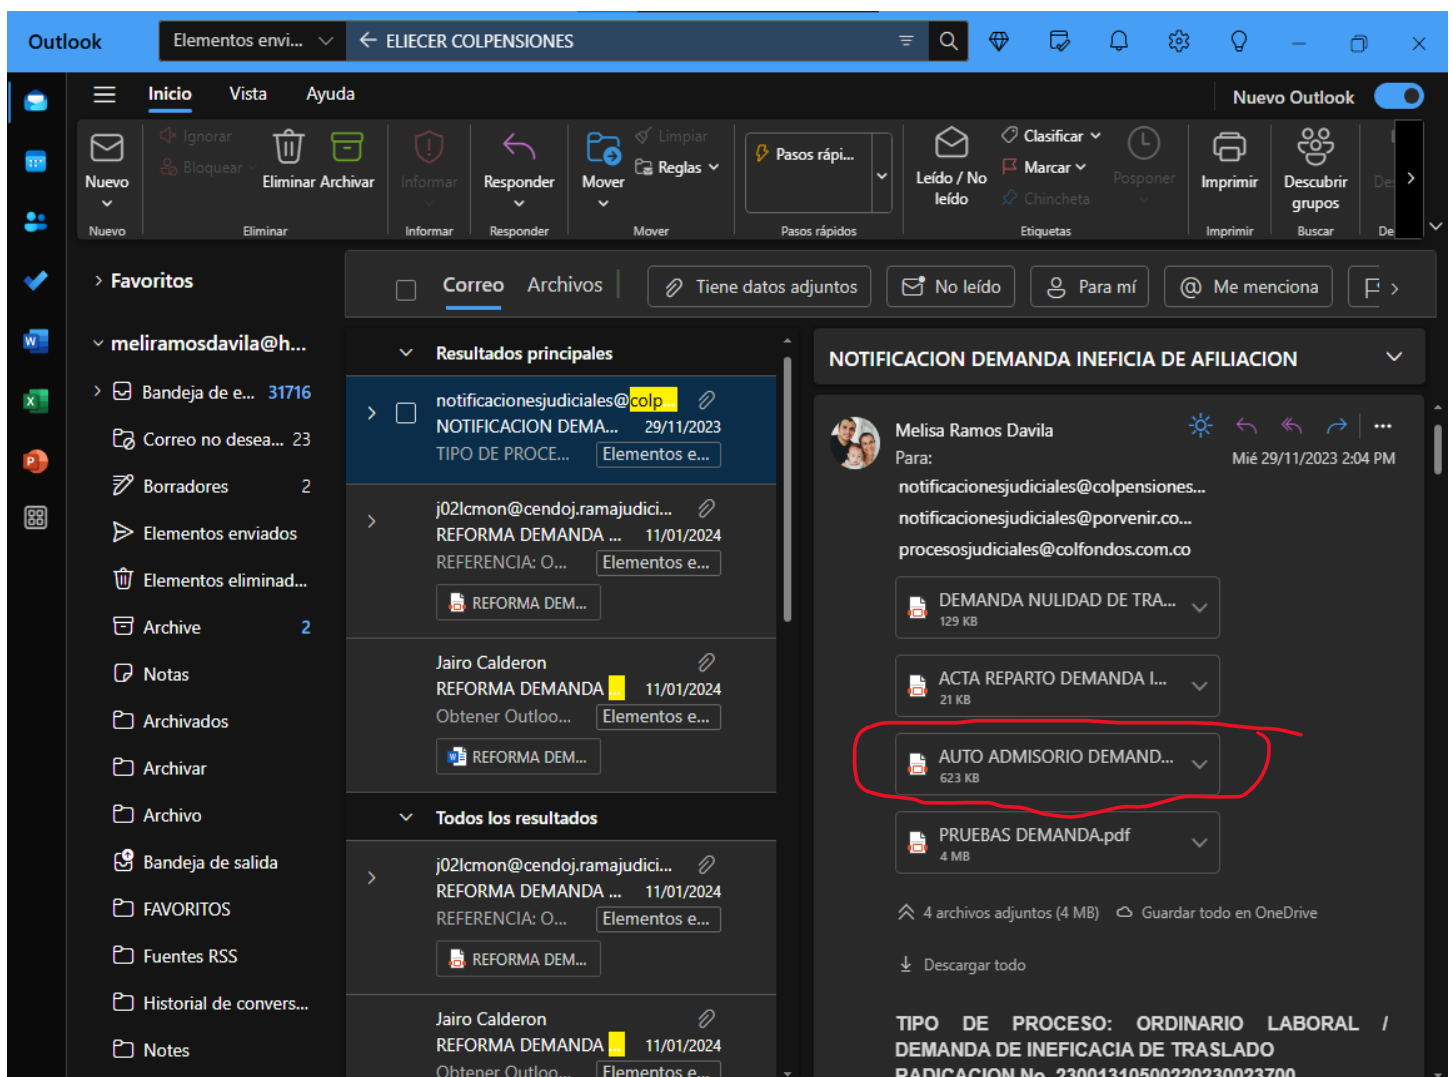 Outlook
Elementos envi...
ELIECER COLPENSIONES
Inicio Vista Ayuda
Nuevo Outlook
Nuevo
Ignorar
Bloquear
Eliminar
Archivar
Informar
Responder
Mover
Limpiar
Reglas
Pasos rápi...
Leído / No leído
Clasificar
Marcar
Chincheta
Posponer
Imprimir
Descubrir grupos
Nuevo Eliminar Informar Responder Mover Pasos rápidos Etiquetas Imprimir Buscar De
Favoritos
meliramosdavila@h...
Bandeja de e... 31716
Correo no desea... 23
Borradores 2
Elementos enviados
Elementos eliminad...
Archive 2
Notas
Archivados
Archivar
Archivo
Bandeja de salida
FAVORITOS
Fuentes RSS
Historial de convers...
Notes
Correo Archivos
Tiene datos adjuntos
No leído
Para mí
Me menciona
Resultados principales
notificacionesjudiciales@colp...
NOTIFICACION DEMA... 29/11/2023
TIPO DE PROCE... Elementos e...
j02lcmon@cendoj.ramajudici...
REFORMA DEMANDA ... 11/01/2024
REFERENCIA: O... Elementos e...
REFORMA DEM...
Jairo Calderon
REFORMA DEMANDA ... 11/01/2024
Obtener Outloo... Elementos e...
REFORMA DEM...
Todos los resultados
j02lcmon@cendoj.ramajudici...
REFORMA DEMANDA ... 11/01/2024
REFERENCIA: O... Elementos e...
REFORMA DEM...
Jairo Calderon
REFORMA DEMANDA ... 11/01/2024
Obtener Outloo... Elementos e...
NOTIFICACION DEMANDA INEFICIA DE AFILIACION
Melisa Ramos Davila
Para:
Mié 29/11/2023 2:04 PM
notificacionesjudiciales@colpensiones...
notificacionesjudiciales@porvenir.co...
procesosjudiciales@colfondos.com.co
DEMANDA NULIDAD DE TRA...
129 KB
ACTA REPARTO DEMANDA I...
21 KB
AUTO ADMISORIO DEMAND...
623 KB
PRUEBAS DEMANDA.pdf
4 MB
4 archivos adjuntos (4 MB) Guardar todo en OneDrive
Descargar todo
TIPO DE PROCESO: ORDINARIO LABORAL /
DEMANDA DE INEFICACIA DE TRASLADO
RADICACION No. 23001310500220230023700